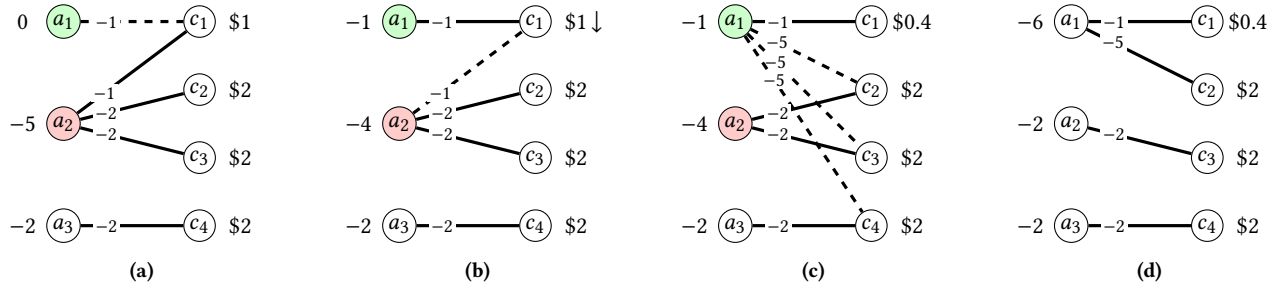 0 a1 −1 c1 $1
−1
−5 a2 −2 c2 $2
−2 c3 $2
−2 a3 −2 c4 $2
(a)
−1 a1 −1 c1 $1↓
−1
−4 a2 −2 c2 $2
−2 c3 $2
−2 a3 −2 c4 $2
(b)
−1 a1 −1 c1 $0.4
−5
−5
−5 c2 $2
−4 a2 −2
−2 c3 $2
−2 a3 −2 c4 $2
(c)
−6 a1 −1 c1 $0.4
−5
c2 $2
−2 a2 −2 c3 $2
−2 a3 −2 c4 $2
(d)